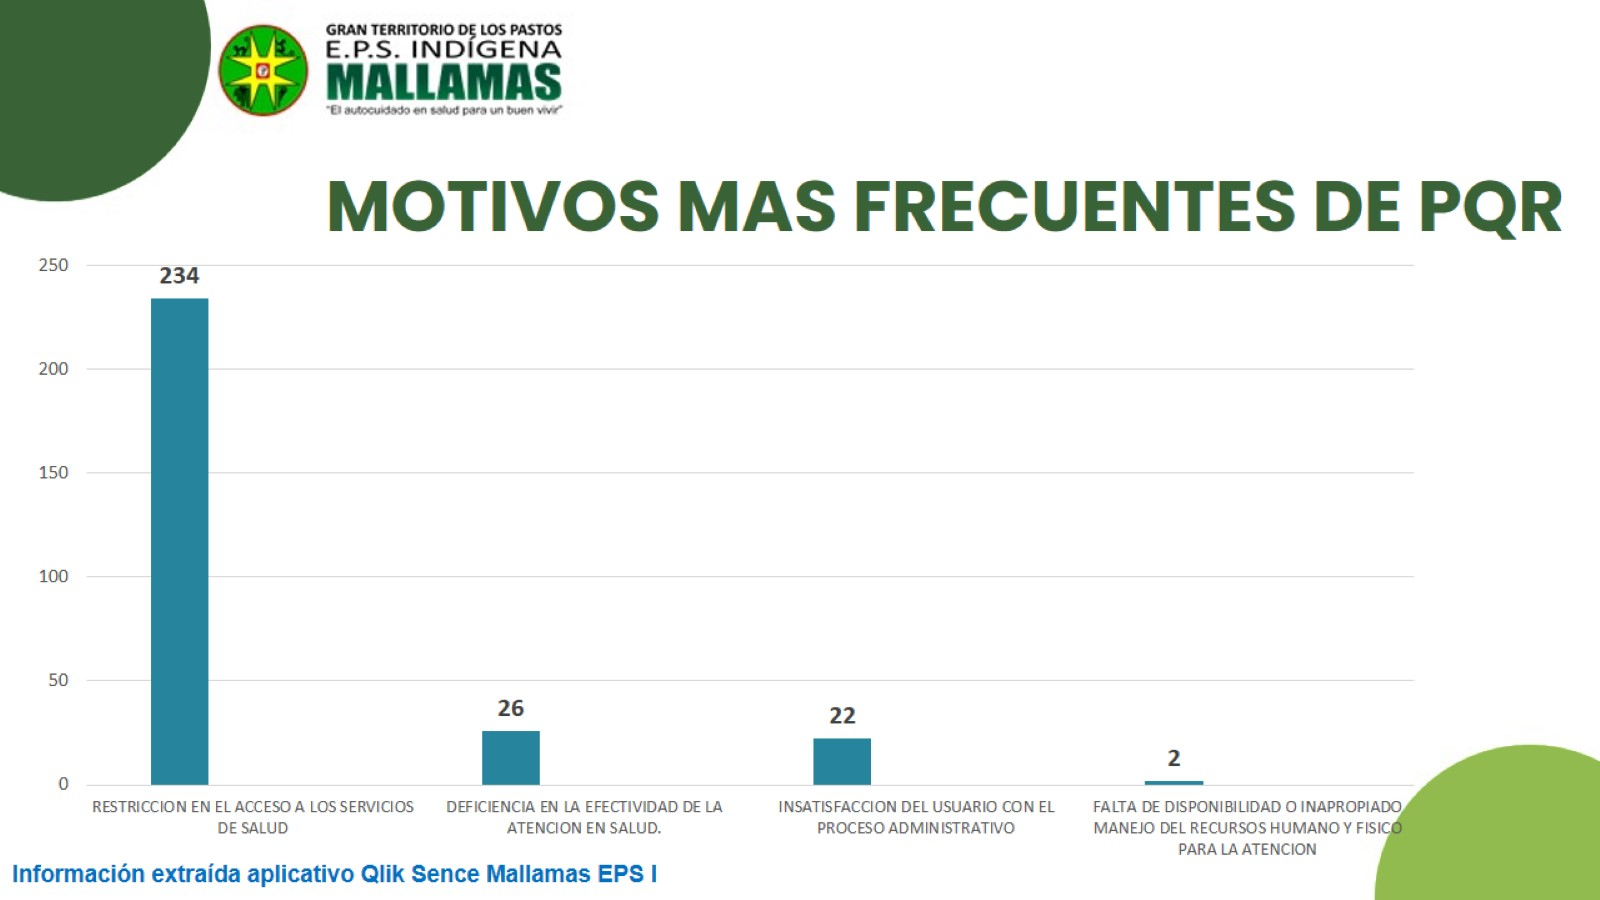 GRAN TERRITORIO DE LOS PASTOS
E.P.S. INDÍGENA
MALLAMAS
"El autocuidado en salud para un buen vivir"
MOTIVOS MAS FRECUENTES DE PQR
250
234
200
150
100
50
26
22
2
0
RESTRICCION EN EL ACCESO A LOS SERVICIOS
DE SALUD
DEFICIENCIA EN LA EFECTIVIDAD DE LA
ATENCION EN SALUD.
INSATISFACCION DEL USUARIO CON EL
PROCESO ADMINISTRATIVO
FALTA DE DISPONIBILIDAD O INAPROPIADO
MANEJO DEL RECURSOS HUMANO Y FISICO
PARA LA ATENCION
Información extraída aplicativo Qlik Sence Mallamas EPS I